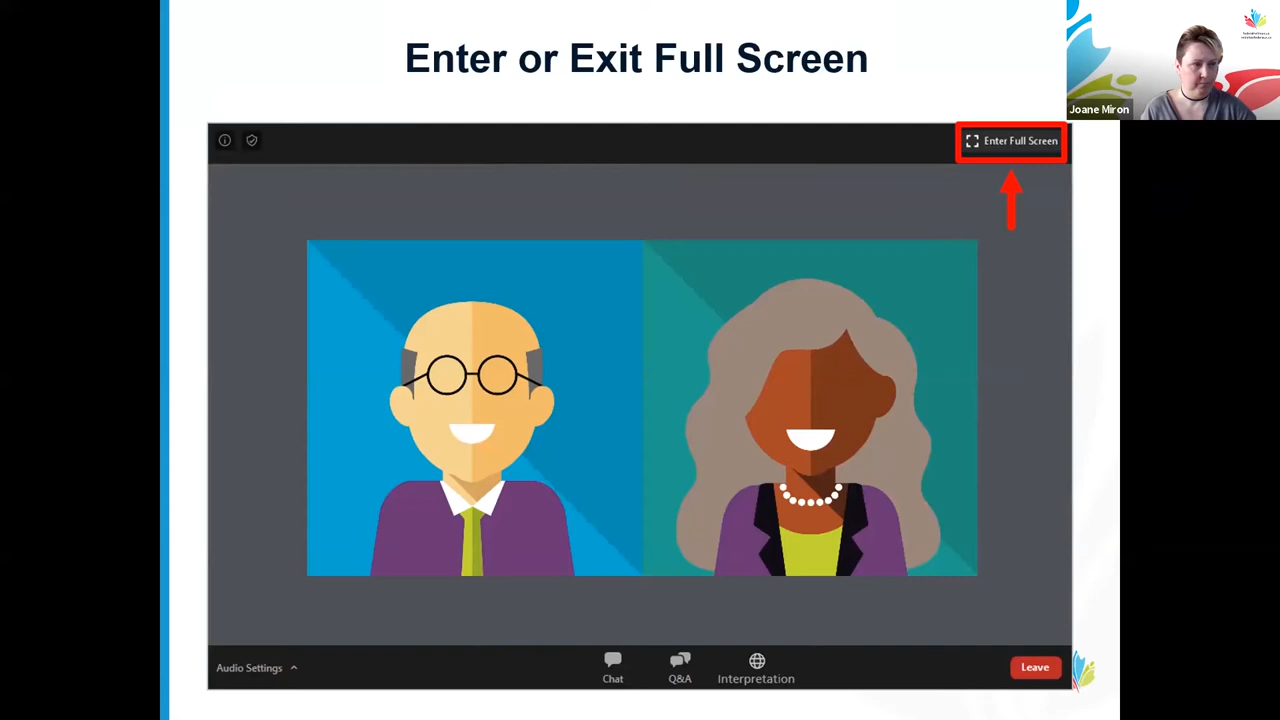 Enter or Exit Full Screen
Joane Miron
Enter Full Screen
Audio Settings
Chat
Q&A
Interpretation
Leave